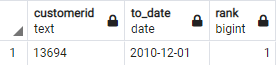 customerid to_date rank
text date bigint
1 13694 2010-12-01 1